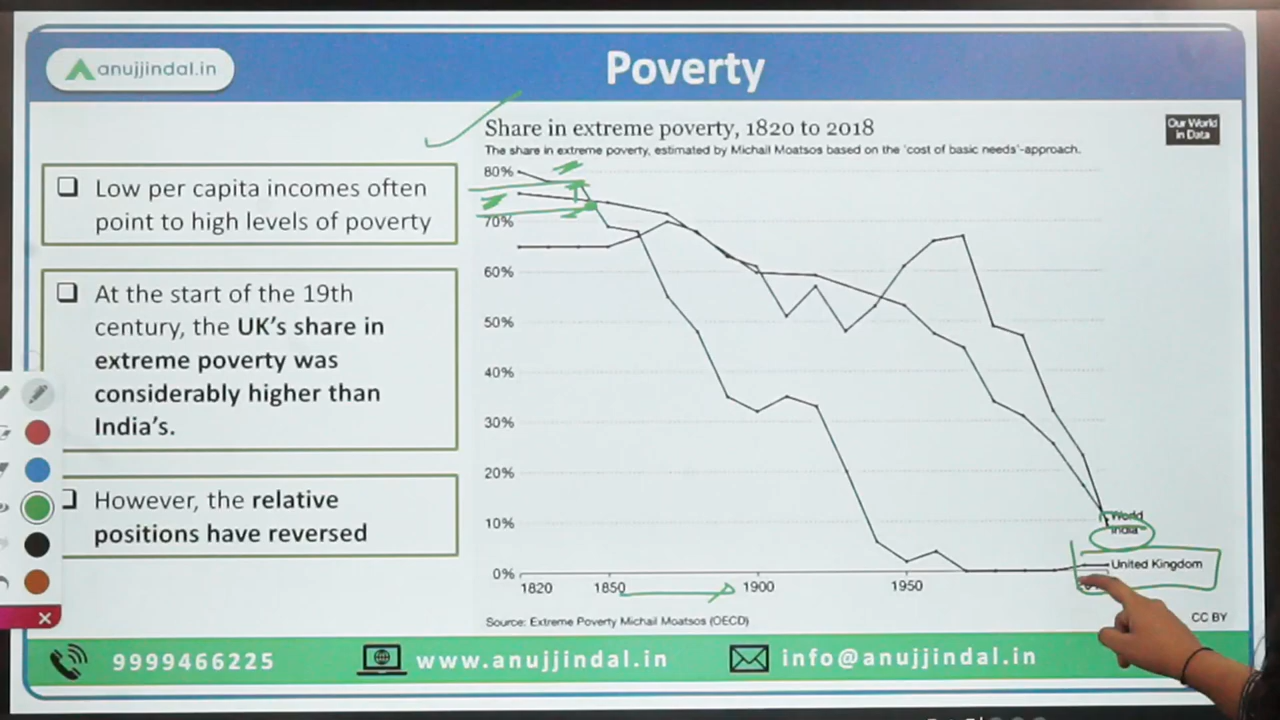 anujjindal.in
Poverty
❑ Low per capita incomes often
point to high levels of poverty
❑ At the start of the 19th
century, the UK's share in
extreme poverty was
considerably higher than
India's.
❑ However, the relative
positions have reversed
Share in extreme poverty, 1820 to 2018
The share in extreme poverty, estimated by Michail Moatsos based on the 'cost of basic needs'-approach.
Our World
in Data
80%
70%
60%
50%
40%
30%
20%
10%
0%
World
India
United Kingdom
1820
1850
1900
1950
Source: Extreme Poverty Michail Moatsos (OECD)
CC BY
9999466225
www.anujjindal.in
info@anujjindal.in